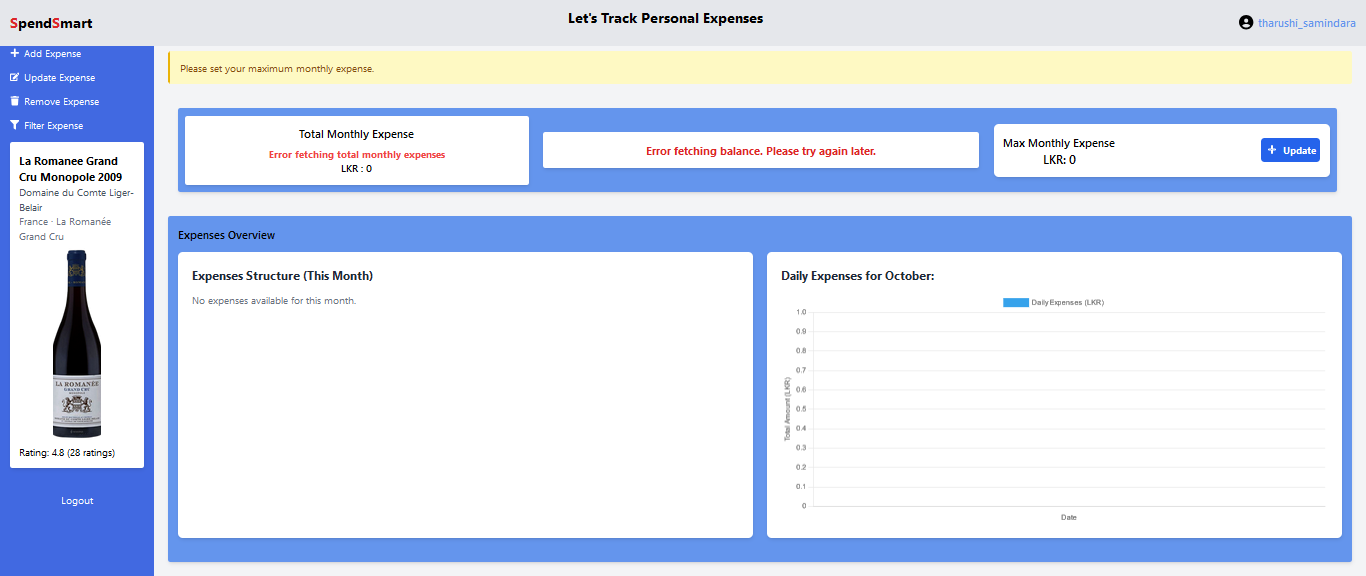 SpendSmart
Let's Track Personal Expenses
tharushi_samindara
Add Expense
Update Expense
Remove Expense
Filter Expense
La Romanee Grand
Cru Monopole 2009
Domaine du Comte Liger-
Belair
France · La Romanée
Grand Cru
LA ROMANEE
GRAND CRU
Rating: 4.8 (28 ratings)
Logout
Please set your maximum monthly expense.
Total Monthly Expense
Error fetching total monthly expenses
LKR : 0
Error fetching balance. Please try again later.
Max Monthly Expense
LKR: 0
Update
Expenses Overview
Expenses Structure (This Month)
No expenses available for this month.
Daily Expenses for October:
Daily Expenses (LKR)
Total Amount (LKR)
1.0
0.9
0.8
0.7
0.6
0.5
0.4
0.3
0.2
0.1
0
Date